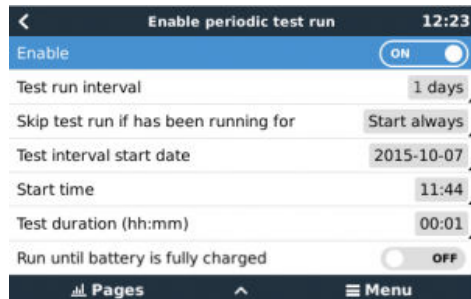 Enable periodic test run 12:23
Enable ON
Test run interval 1 days
Skip test run if has been running for Start always
Test interval start date 2015-10-07
Start time 11:44
Test duration (hh:mm) 00:01
Run until battery is fully charged OFF
Pages Menu